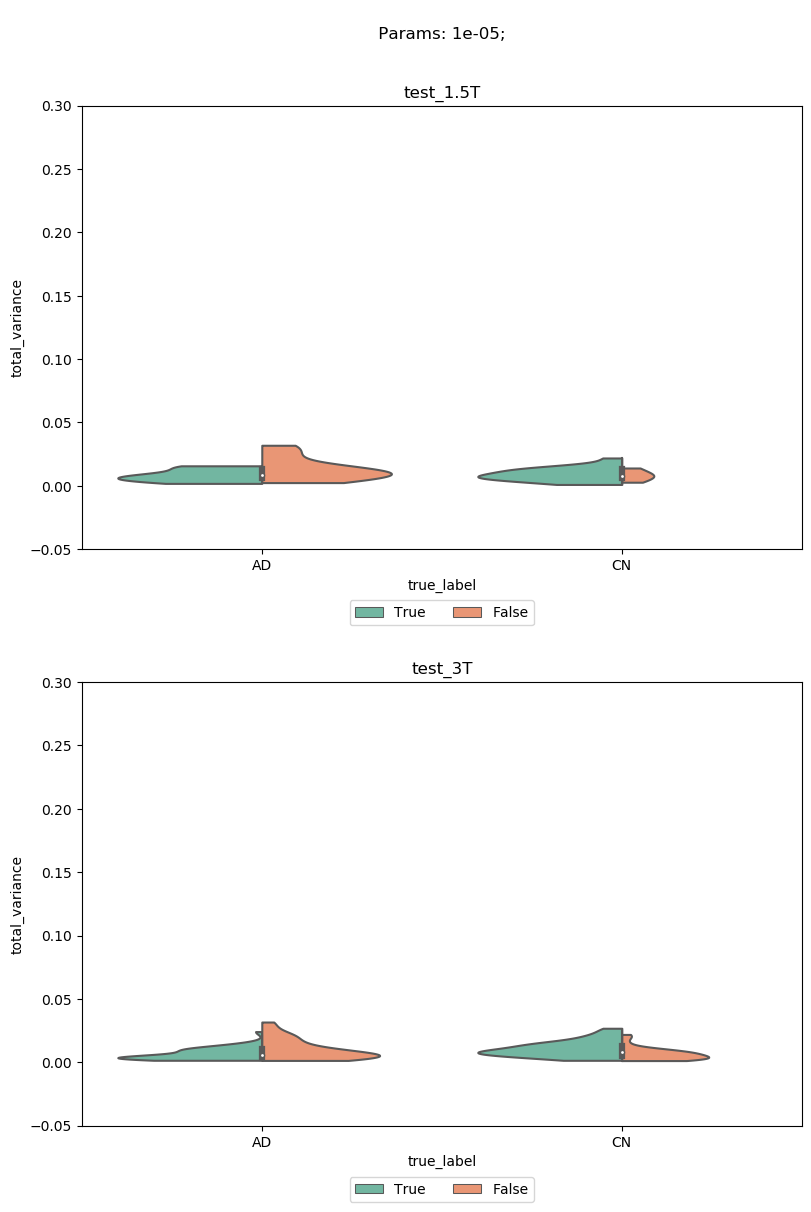 Params: 1e-05;
test_1.5T
0.30
0.25
0.20
0.15
0.10
0.05
0.00
−0.05
total_variance
AD CN
true_label
True False
test_3T
0.30
0.25
0.20
0.15
0.10
0.05
0.00
−0.05
total_variance
AD CN
true_label
True False